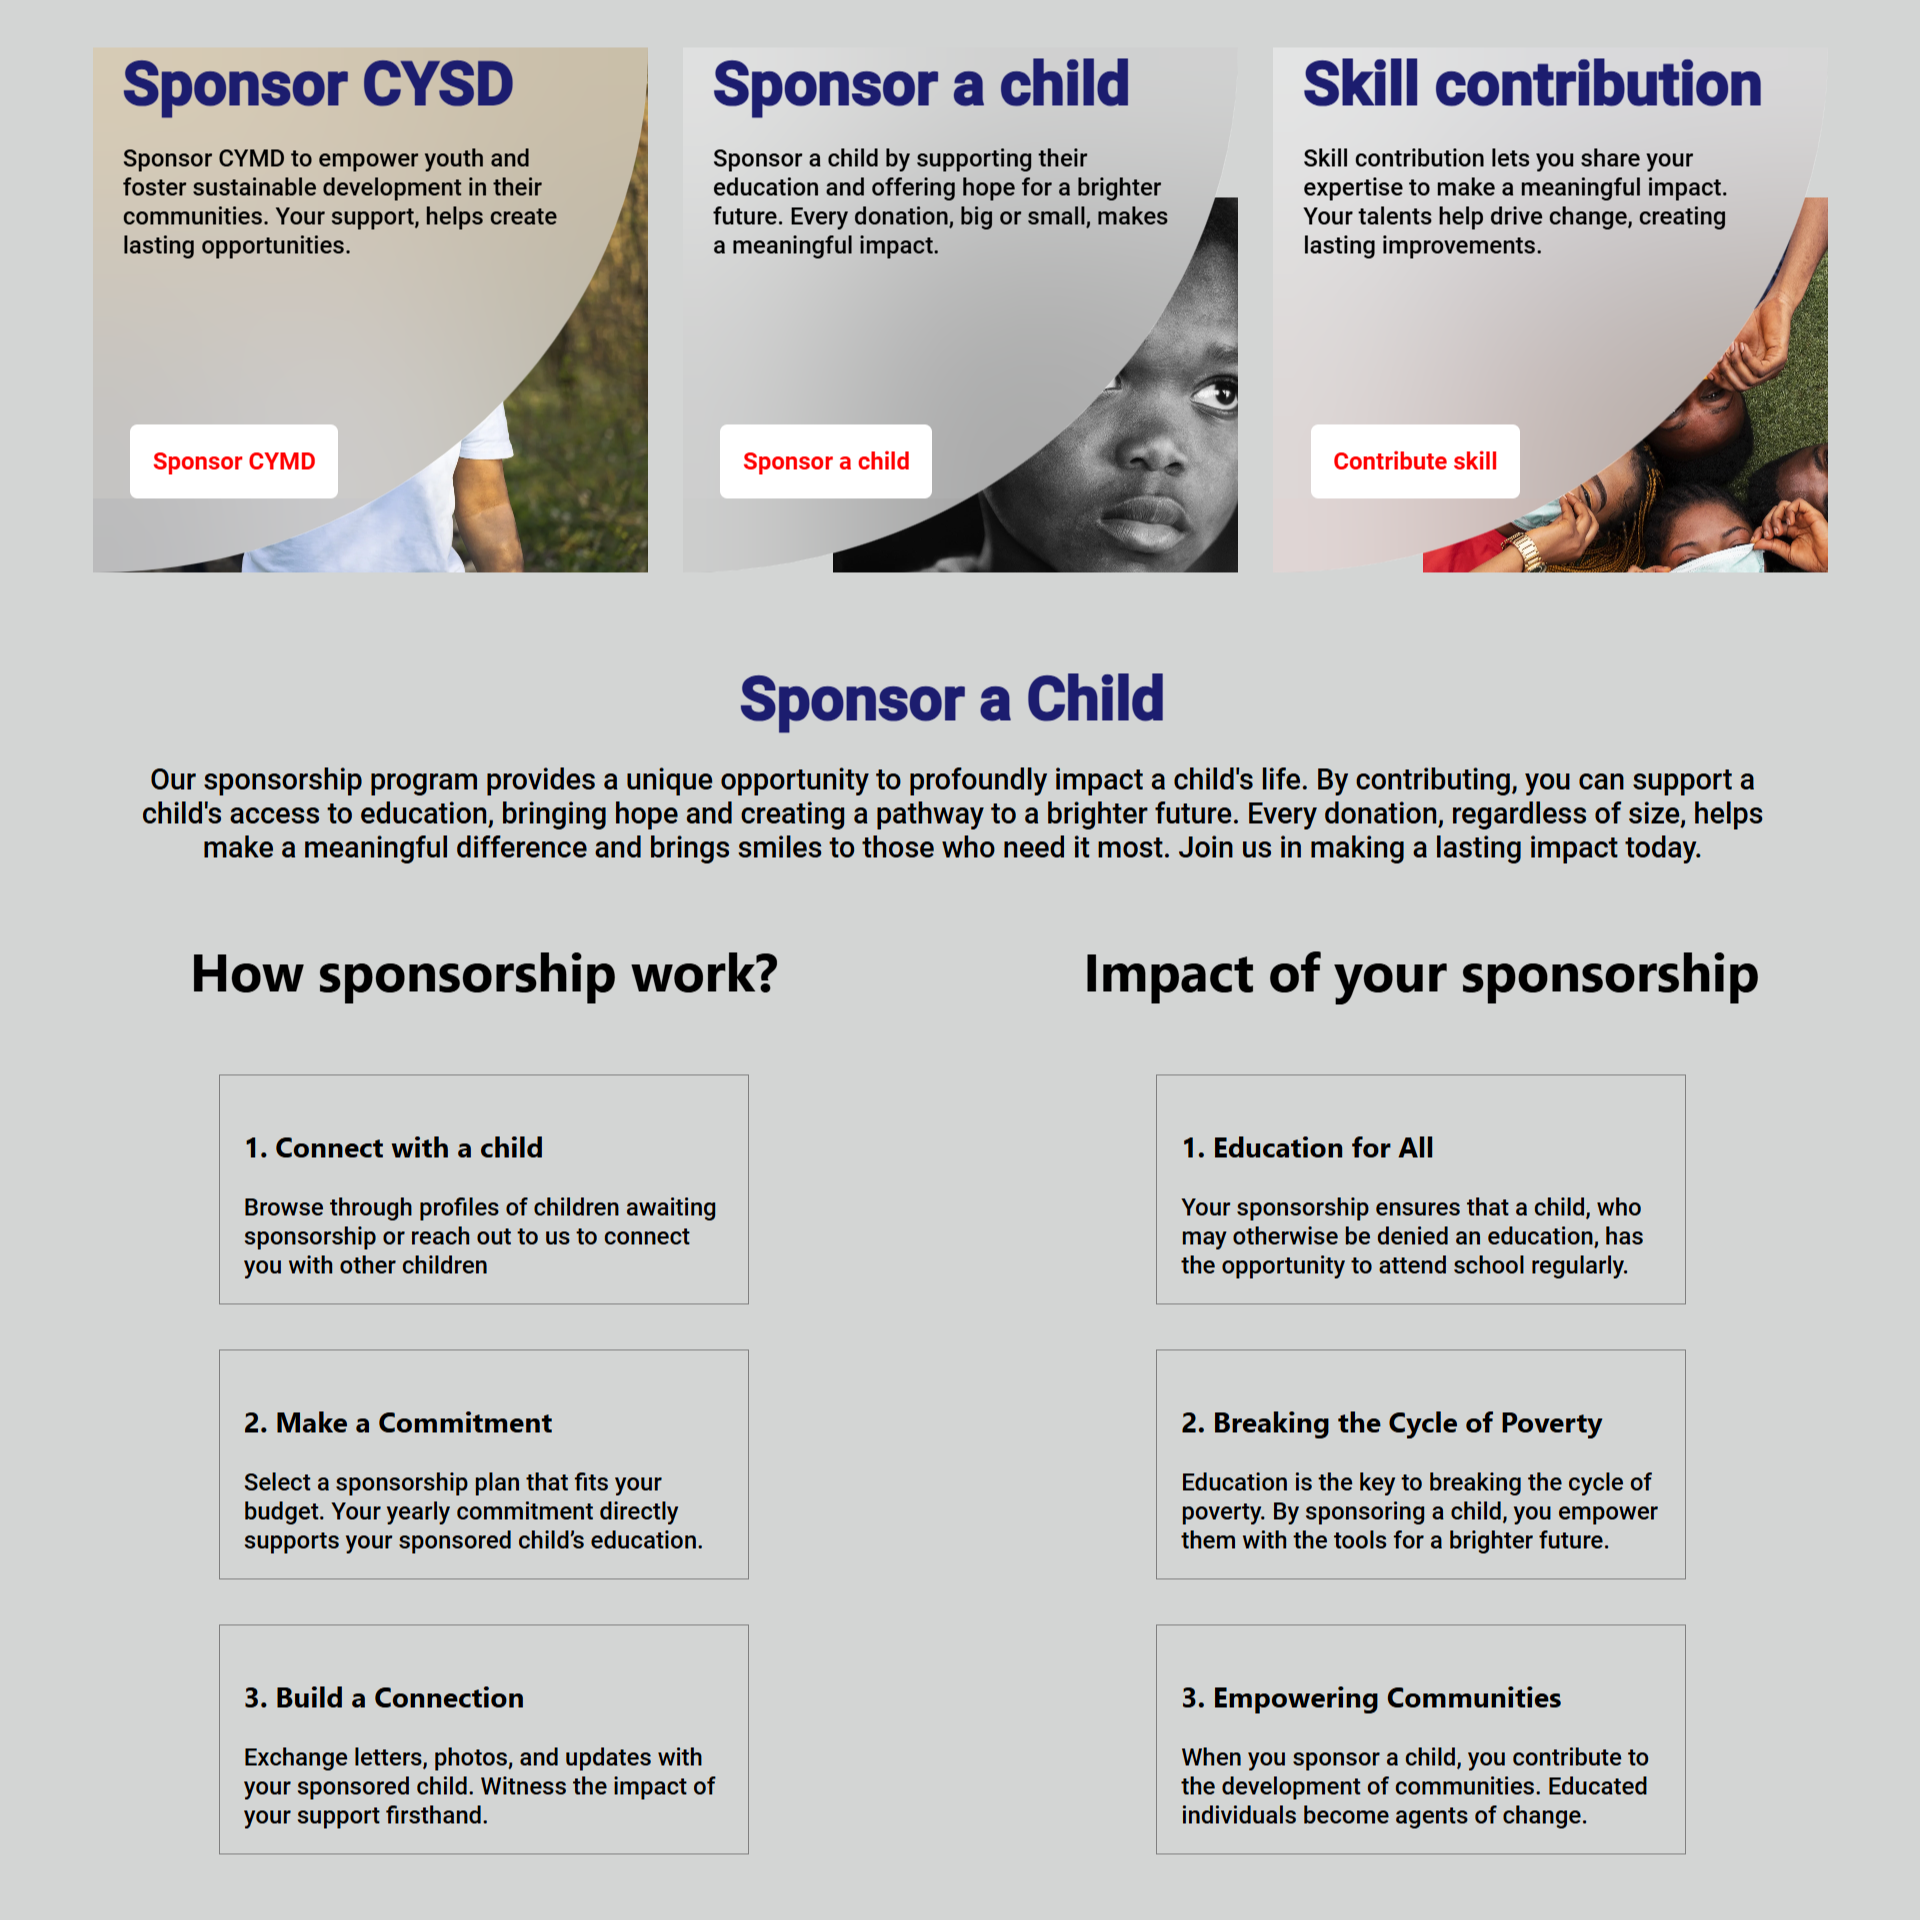 Sponsor CYSD
Sponsor CYMD to empower youth and
foster sustainable development in their
communities. Your support, helps create
lasting opportunities.
Sponsor CYMD
Sponsor a child
Sponsor a child by supporting their
education and offering hope for a brighter
future. Every donation, big or small, makes
a meaningful impact.
Sponsor a child
Skill contribution
Skill contribution lets you share your
expertise to make a meaningful impact.
Your talents help drive change, creating
lasting improvements.
Contribute skill
Sponsor a Child
Our sponsorship program provides a unique opportunity to profoundly impact a child's life. By contributing, you can support a
child's access to education, bringing hope and creating a pathway to a brighter future. Every donation, regardless of size, helps
make a meaningful difference and brings smiles to those who need it most. Join us in making a lasting impact today.
How sponsorship work?
1. Connect with a child
Browse through profiles of children awaiting
sponsorship or reach out to us to connect
you with other children
2. Make a Commitment
Select a sponsorship plan that fits your
budget. Your yearly commitment directly
supports your sponsored child’s education.
3. Build a Connection
Exchange letters, photos, and updates with
your sponsored child. Witness the impact of
your support firsthand.
Impact of your sponsorship
1. Education for All
Your sponsorship ensures that a child, who
may otherwise be denied an education, has
the opportunity to attend school regularly.
2. Breaking the Cycle of Poverty
Education is the key to breaking the cycle of
poverty. By sponsoring a child, you empower
them with the tools for a brighter future.
3. Empowering Communities
When you sponsor a child, you contribute to
the development of communities. Educated
individuals become agents of change.